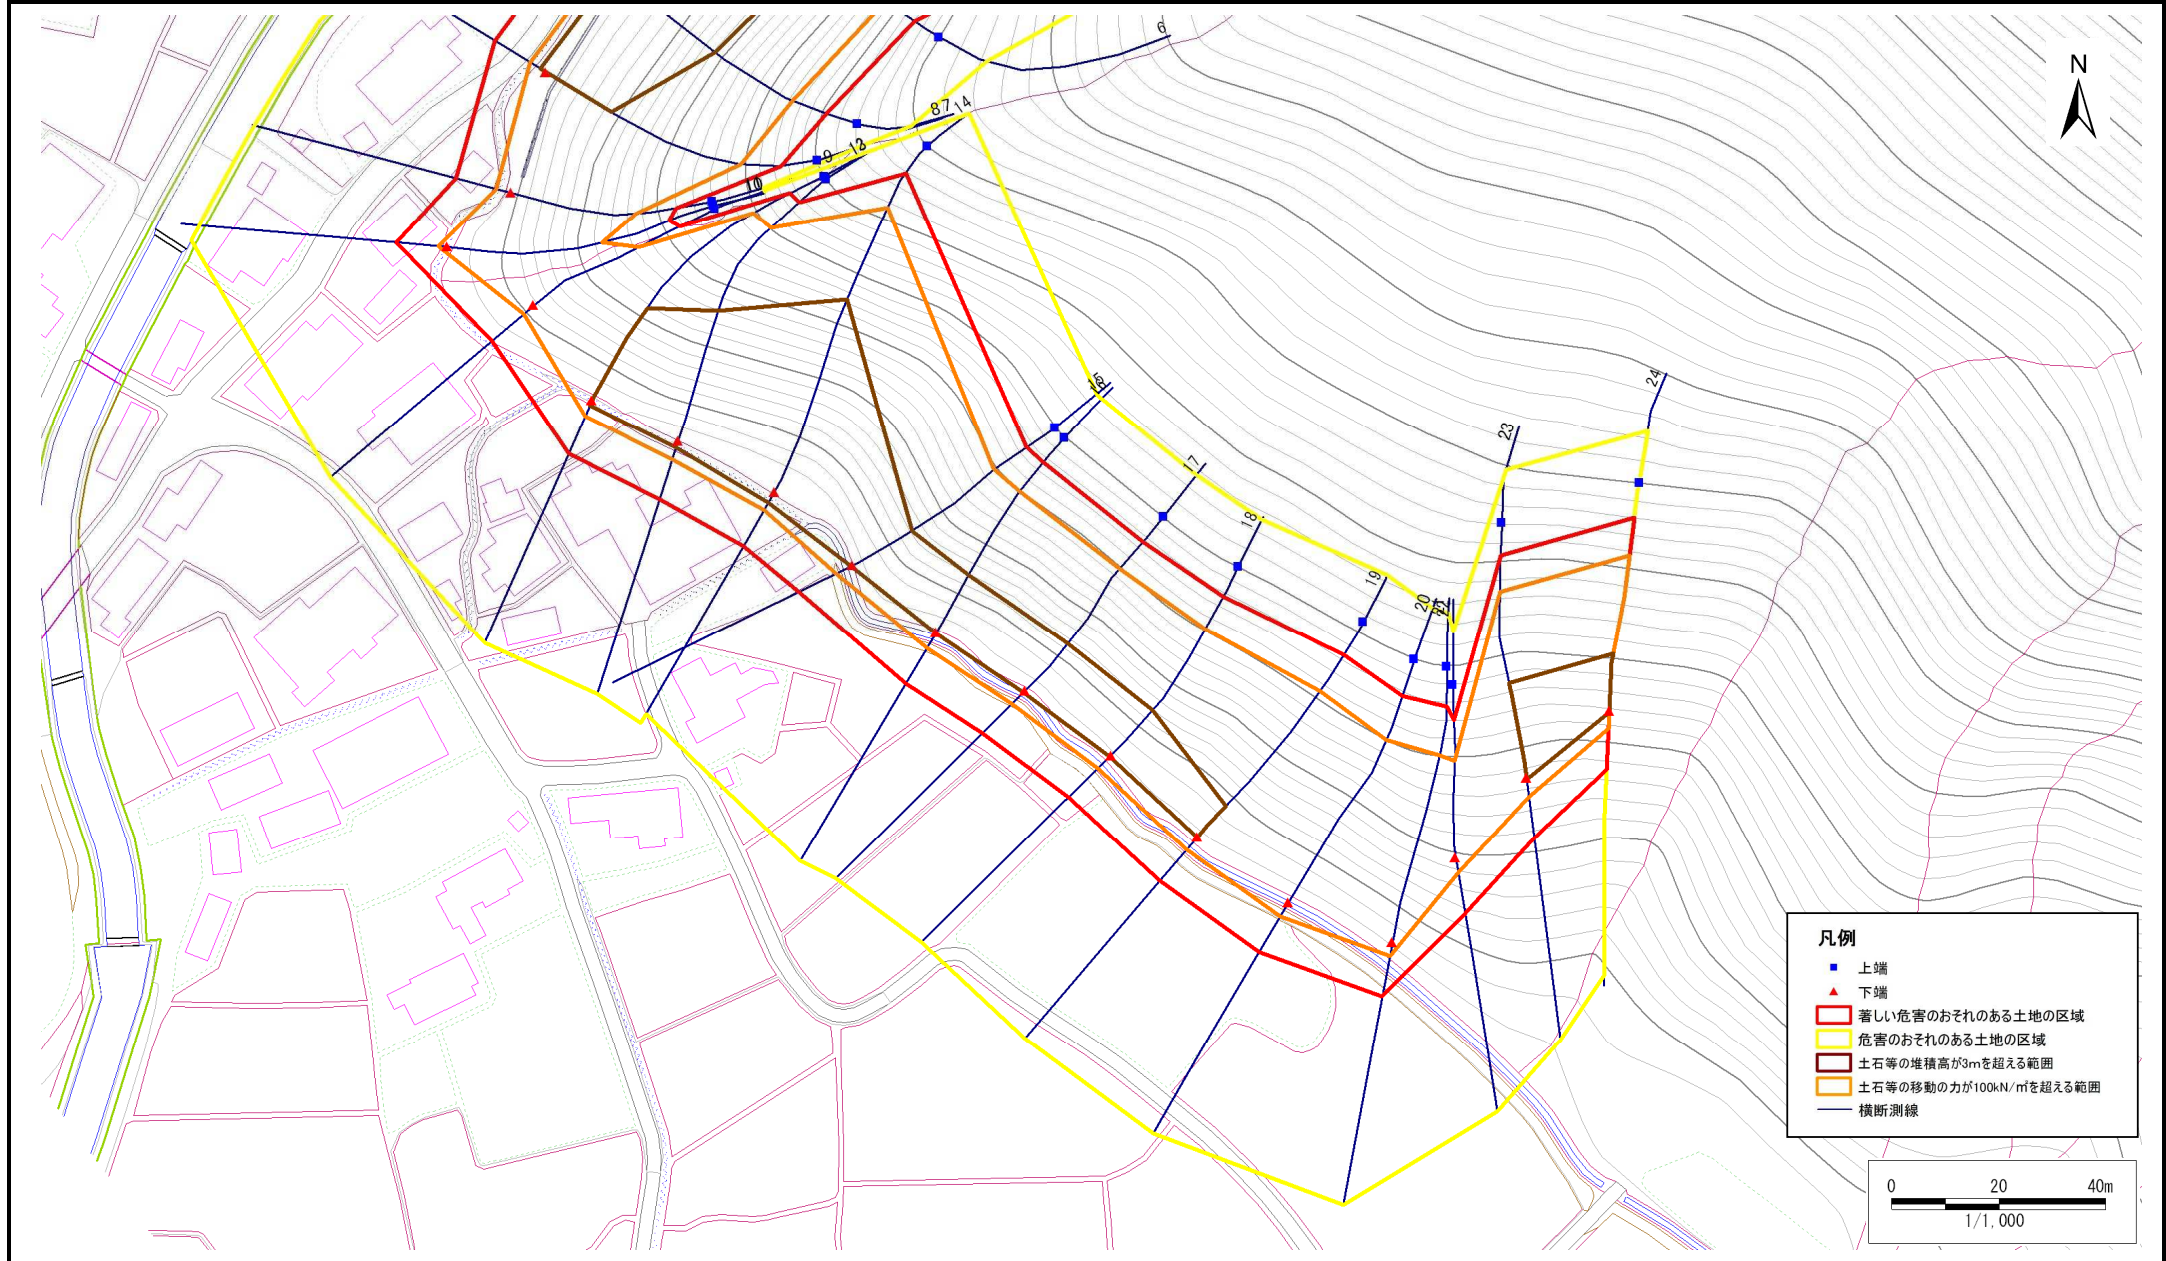 6
N
8 7 14
9
15
17
18
19
20
23
24
凡例
上端
下端
著しい危害のおそれのある土地の区域
危害のおそれのある土地の区域
土石等の堆積高が3mを超える範囲
土石等の移動の力が100kN/㎡を超える範囲
横断測線
0 20 40m
1/1,000